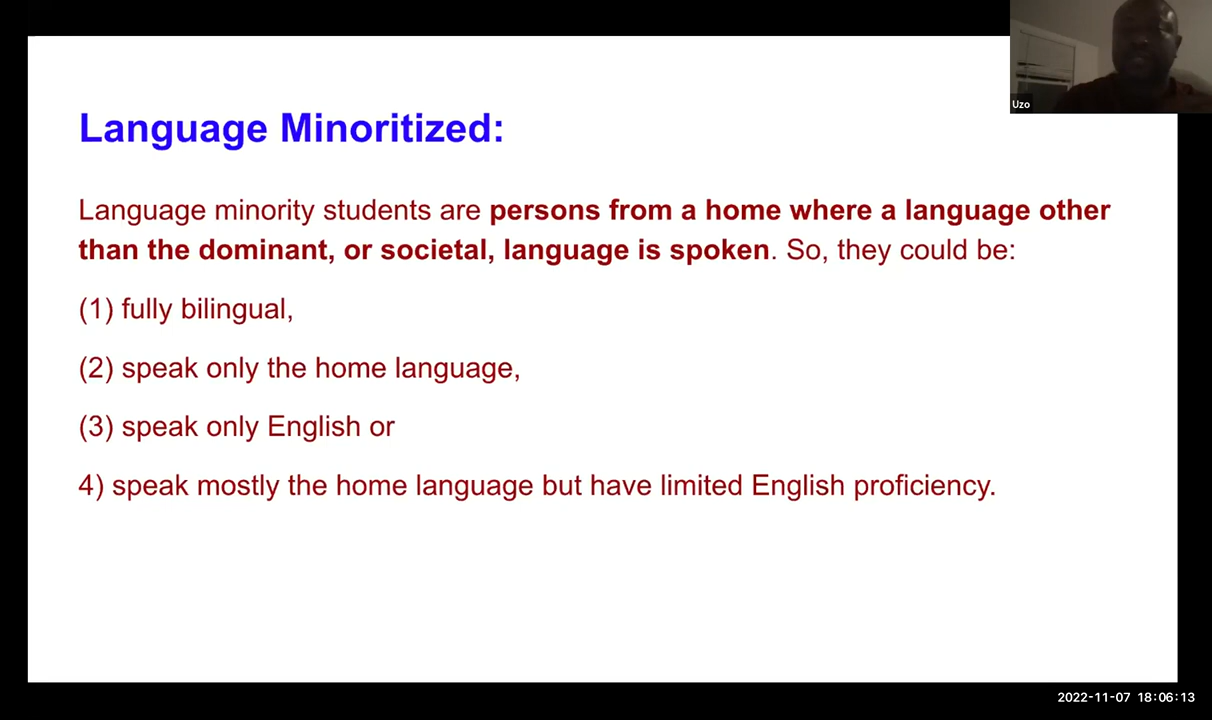 Uzo
Language Minoritized:
Language minority students are persons from a home where a language other
than the dominant, or societal, language is spoken. So, they could be:
(1) fully bilingual,
(2) speak only the home language,
(3) speak only English or
4) speak mostly the home language but have limited English proficiency.
2022-11-07 18:06:13